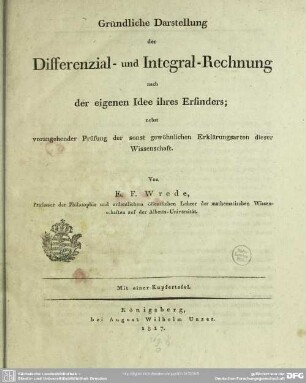 Gründliche Darstellung
der
Differenzial- und Integral-Rechnung
nach
der eigenen Idee ihres Erfinders;
nebst
vorangehender Prüfung der sonst gewöhnlichen Erklärungsarten dieser
Wissenschaft.
Von
E. F. Wrede,
Professor der Philosophie und ordentlichem öffentlichen Lehrer der mathematischen Wissen-
schaften auf der Albertus-Universität.
Mit einer Kupfertafel.
Königsberg,
bei August Wilhelm Unzer.
1817.